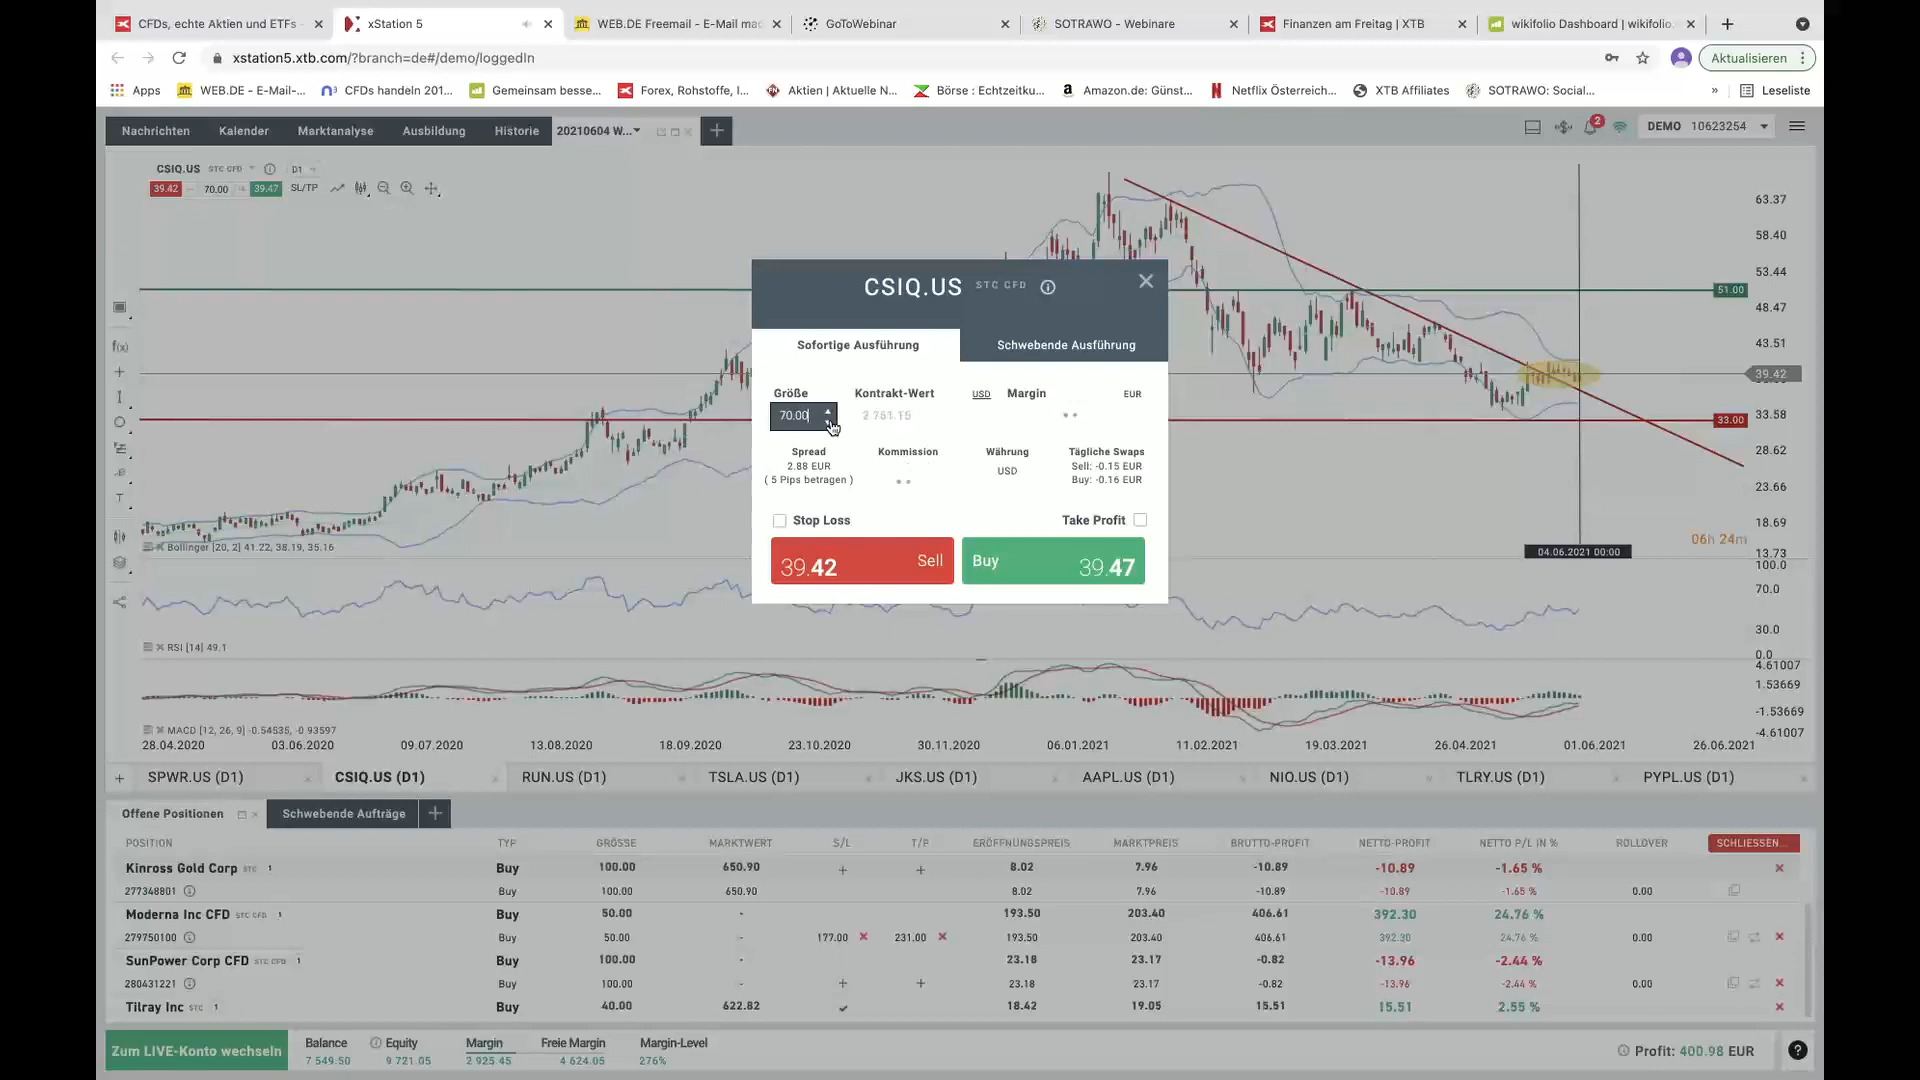 CFDs, echte Aktien und ETFs
xStation 5
WEB.DE Freemail - E-Mail mad
GoToWebinar
SOTRAWO - Webinare
Finanzen am Freitag | XTB
wikifolio Dashboard | wikifolio.
xstation5.xtb.com/?branch=de#/demo/loggedIn
Aktualisieren
Apps
WEB.DE - E-Mail-...
CFDs handeln 201...
Gemeinsam besse...
Forex, Rohstoffe, I...
Aktien | Aktuelle N...
Börse : Echtzeitku...
Amazon.de: Günst...
Netflix Österreich...
XTB Affiliates
SOTRAWO: Social...
»
Leseliste
Nachrichten
Kalender
Marktanalyse
Ausbildung
Historie
20210604 W...
2
DEMO 10623254
CSIQ.US STC CFD D1
39.42 70.00 39.47 SL/TP
63.37
58.40
53.44
51.00
48.47
43.51
39.42
33.58
33.00
28.62
23.66
18.69
13.73
06h 24m
04.06.2021 00:00
CSIQ.US STC CFD
Sofortige Ausführung
Schwebende Ausführung
Größe Kontrakt-Wert USD Margin EUR
70.00 2 761.15
Spread Kommission Währung Tägliche Swaps
2.88 EUR USD Sell: -0.15 EUR
( 5 Pips betragen ) Buy: -0.16 EUR
Stop Loss Take Profit
39.42 Sell Buy 39.47
Bollinger [20, 2] 41.22, 38.19, 35.16
100.0
70.0
30.0
0.0
RSI [14] 49.1
4.61007
1.53669
-1.53669
-4.61007
MACD [12, 26, 9] -0.54535, -0.93597
28.04.2020 03.06.2020 09.07.2020 13.08.2020 18.09.2020 23.10.2020 30.11.2020 06.01.2021 11.02.2021 19.03.2021 26.04.2021 01.06.2021 26.06.2021
SPWR.US (D1) CSIQ.US (D1) RUN.US (D1) TSLA.US (D1) JKS.US (D1) AAPL.US (D1) NIO.US (D1) TLRY.US (D1) PYPL.US (D1)
Offene Positionen Schwebende Aufträge
POSITION TYP GRÖSSE MARKTWERT S/L T/P ERÖFFNUNGSPREIS MARKTPREIS BRUTTO-PROFIT NETTO-PROFIT NETTO P/L IN % ROLLOVER SCHLIESSEN...
Kinross Gold Corp STC 1 Buy 100.00 650.90 8.02 7.96 -10.89 -10.89 -1.65 %
277348801 Buy 100.00 650.90 8.02 7.96 -10.89 -10.89 -1.65 % 0.00
Moderna Inc CFD STC CFD 1 Buy 50.00 - 193.50 203.40 406.61 392.30 24.76 %
279750100 Buy 50.00 - 177.00 231.00 193.50 203.40 406.61 392.30 24.76 % 0.00
SunPower Corp CFD STC CFD 1 Buy 100.00 - 23.18 23.17 -0.82 -13.96 -2.44 %
280431221 Buy 100.00 - 23.18 23.17 -0.82 -13.96 -2.44 % 0.00
Tilray Inc STC 1 Buy 40.00 622.82 18.42 19.05 15.51 15.51 2.55 %
Zum LIVE-Konto wechseln
Balance Equity Margin Freie Margin Margin-Level
7 549.50 9 721.05 2 925.45 4 624.05 276%
Profit: 400.98 EUR